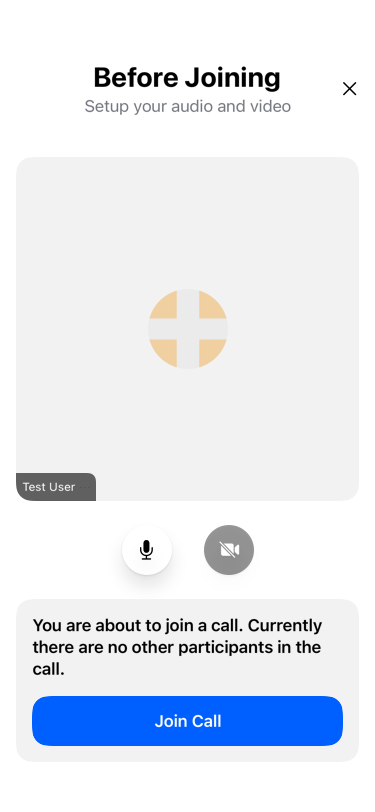 Before Joining
Setup your audio and video
Test User
You are about to join a call. Currently
there are no other participants in the
call.
Join Call